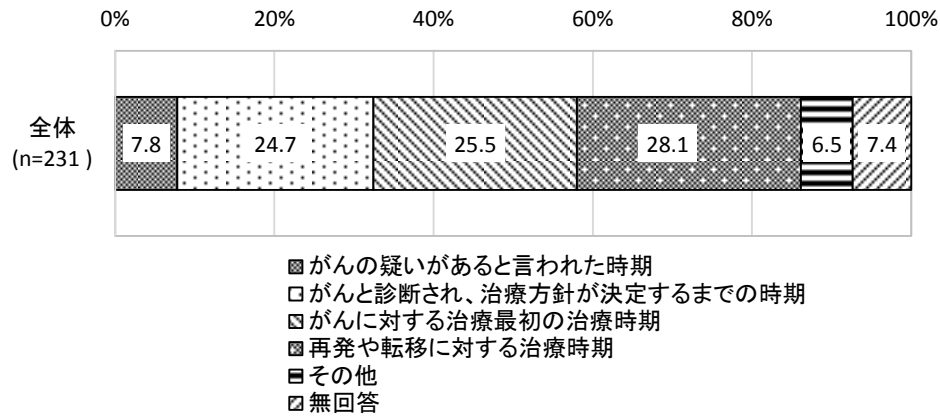 0% 20% 40% 60% 80% 100%
全体
(n=231 )
7.8 24.7 25.5 28.1 6.5 7.4
がんの疑いがあると言われた時期
がんと診断され、治療方針が決定するまでの時期
がんに対する治療最初の治療時期
再発や転移に対する治療時期
その他
無回答